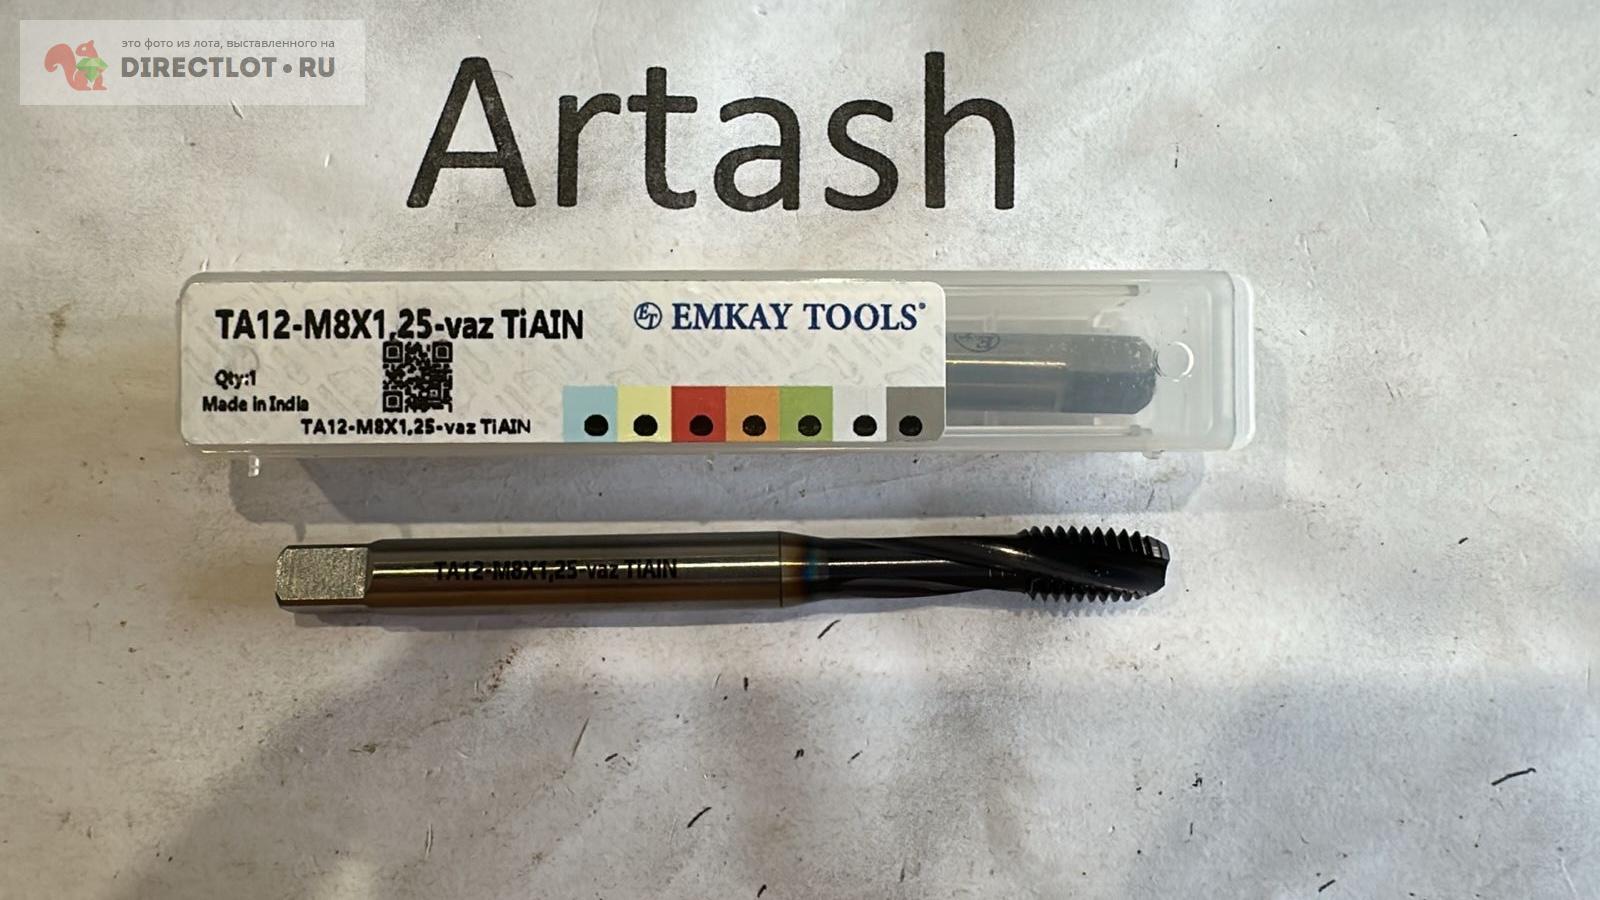 это фото из лота, выставленного на
DIRECTLOT•RU
Artash
TA12-M8X1,25-vaz TiAIN
ET EMKAY TOOLS®
Qty:1
Made in India
TA12-M8X1,25-vaz TiAIN
TA12-M8X1,25-vaz TiAIN